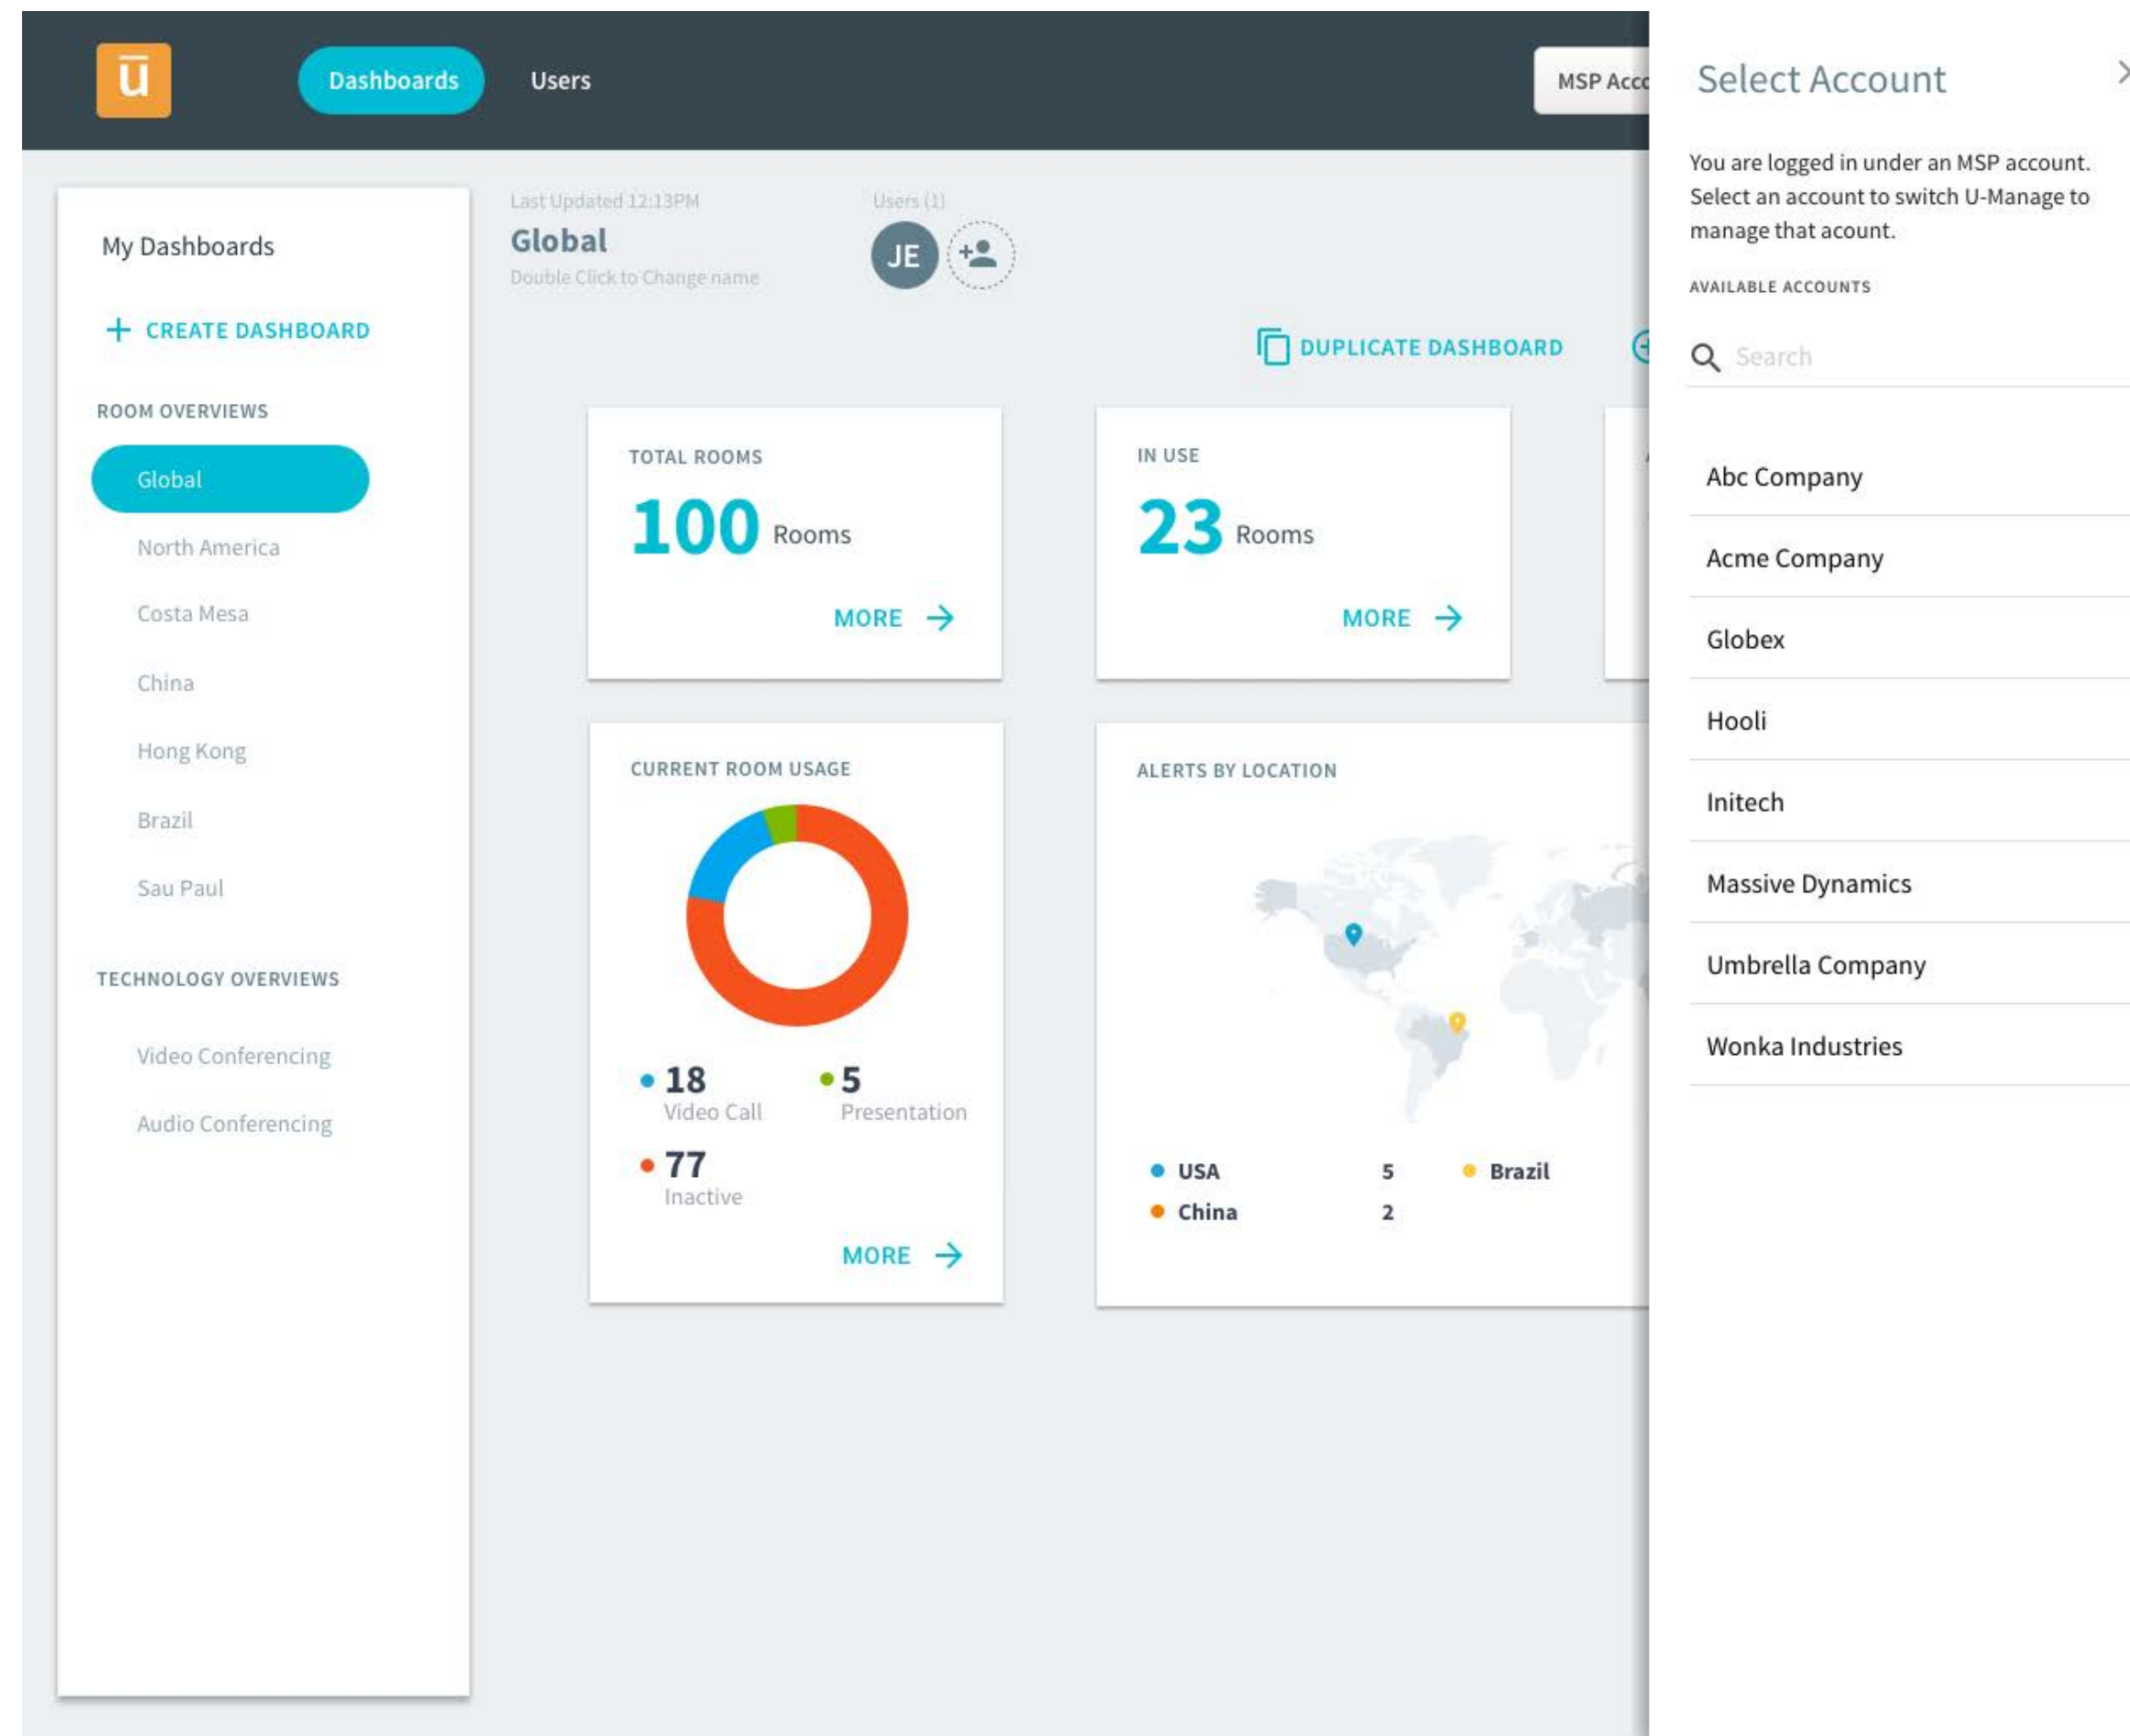 ū
Dashboards
Users
MSP Acco
My Dashboards
CREATE DASHBOARD
ROOM OVERVIEWS
Global
North America
Costa Mesa
China
Hong Kong
Brazil
Sau Paul
TECHNOLOGY OVERVIEWS
Video Conferencing
Audio Conferencing
Last Updated 12:13PM
Global
Double Click to Change name
Users (1)
JE
DUPLICATE DASHBOARD
TOTAL ROOMS
100 Rooms
MORE
IN USE
23 Rooms
MORE
CURRENT ROOM USAGE
18
Video Call
5
Presentation
77
Inactive
MORE
ALERTS BY LOCATION
USA 5
Brazil
China 2
Select Account
You are logged in under an MSP account.
Select an account to switch U-Manage to
manage that acount.
AVAILABLE ACCOUNTS
Search
Abc Company
Acme Company
Globex
Hooli
Initech
Massive Dynamics
Umbrella Company
Wonka Industries